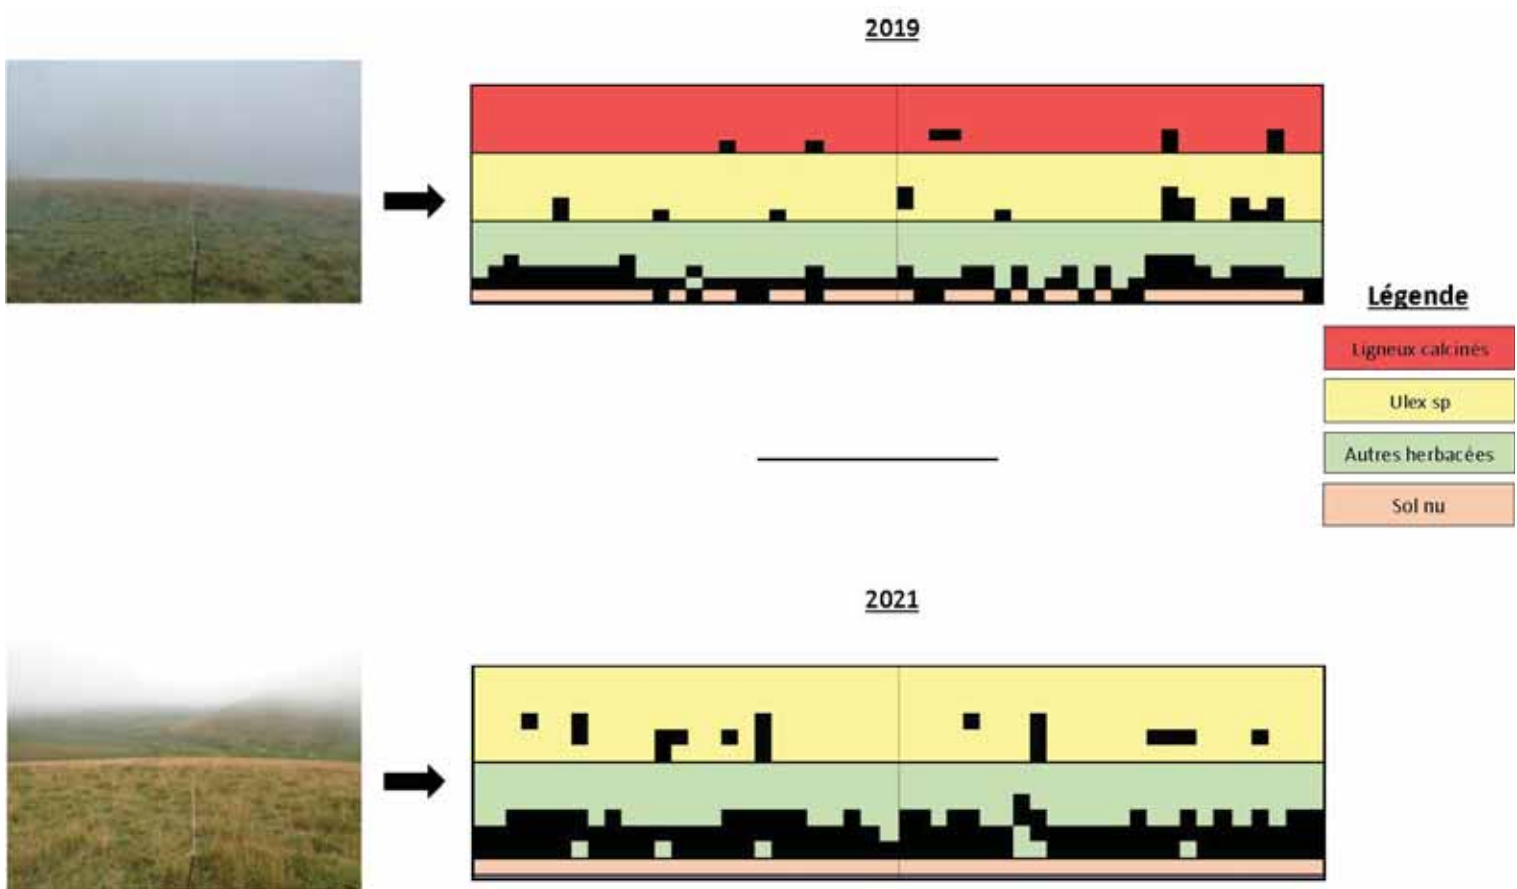 2019
Légende
Ligneux calcinés
Ulex sp
Autres herbacées
Sol nu
2021